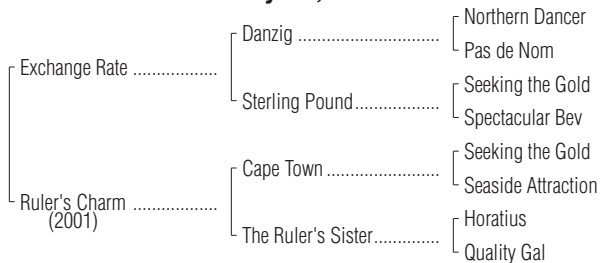 Northern Dancer
Danzig ..............................
Pas de Nom
Exchange Rate ..................
Seeking the Gold
Sterling Pound..................
Spectacular Bev
Seeking the Gold
Cape Town ........................
Seaside Attraction
Ruler's Charm ..................
(2001)
Horatius
The Ruler's Sister..............
Quality Gal